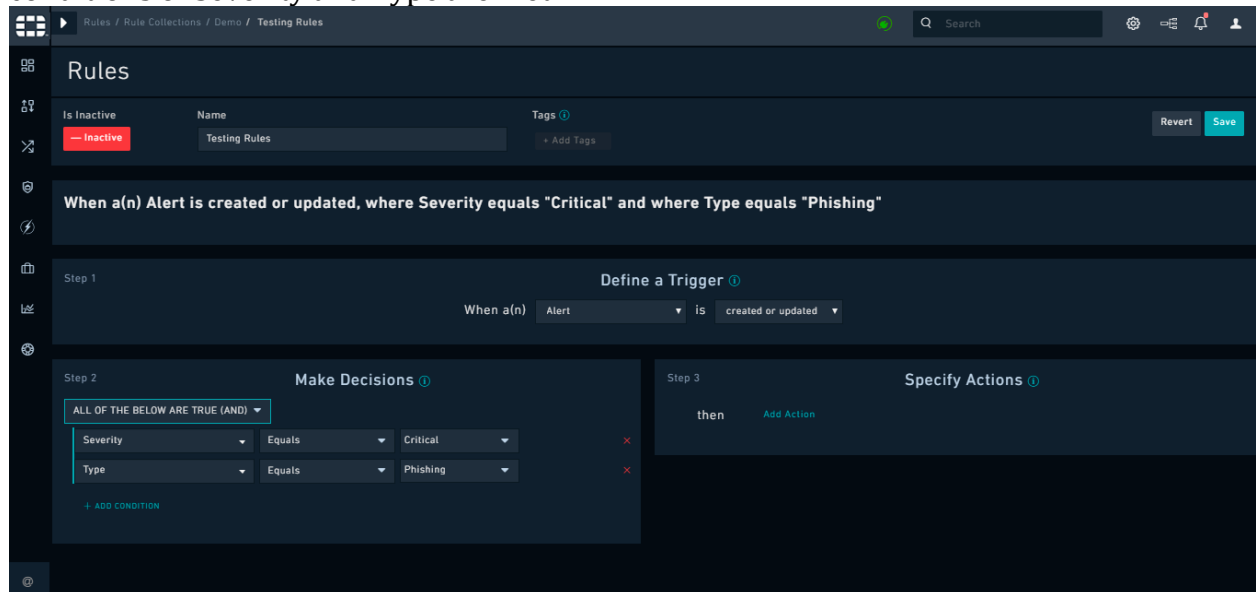 Rules / Rule Collections / Demo / Testing Rules
Search
Rules
Is Inactive Name Tags
— Inactive Testing Rules + Add Tags Revert Save
When a(n) Alert is created or updated, where Severity equals "Critical" and where Type equals "Phishing"
Step 1 Define a Trigger
When a(n) Alert is created or updated
Step 2 Make Decisions
ALL OF THE BELOW ARE TRUE (AND)
Severity Equals Critical
Type Equals Phishing
+ ADD CONDITION
Step 3 Specify Actions
then Add Action
@